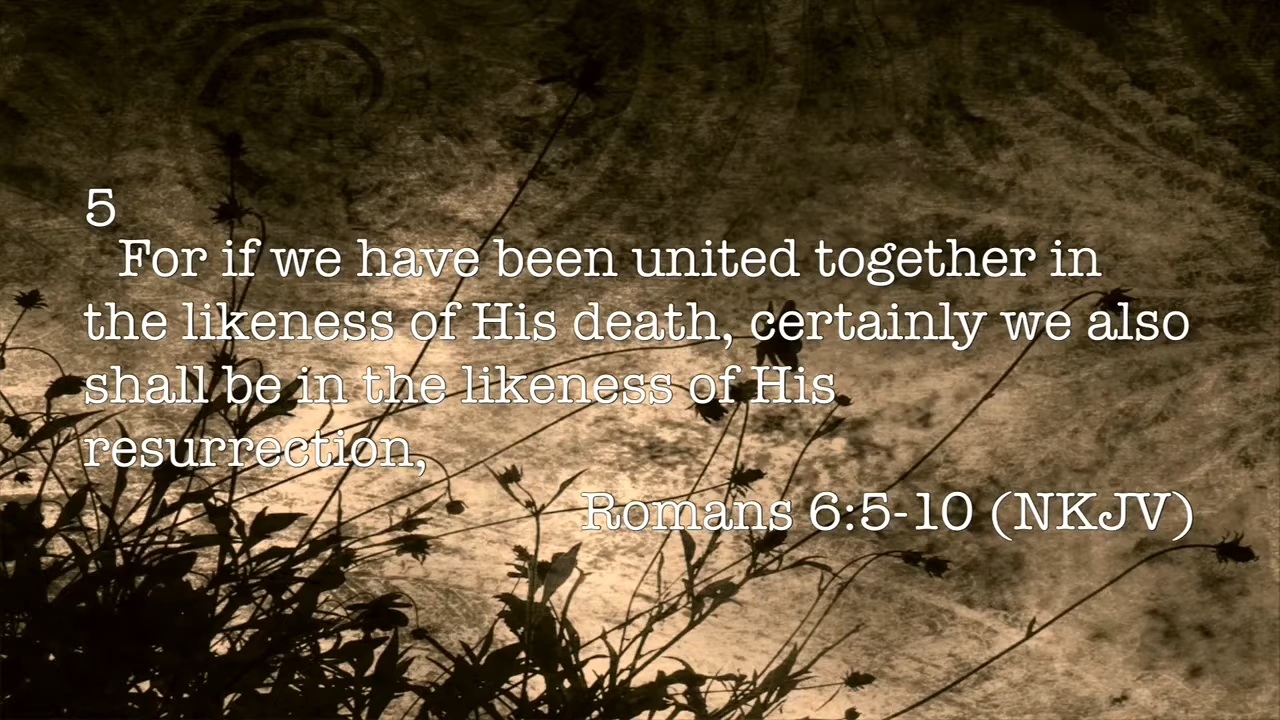 5
For if we have been united together in
the likeness of His death, certainly we also
shall be in the likeness of His
resurrection,
Romans 6:5-10 (NKJV)